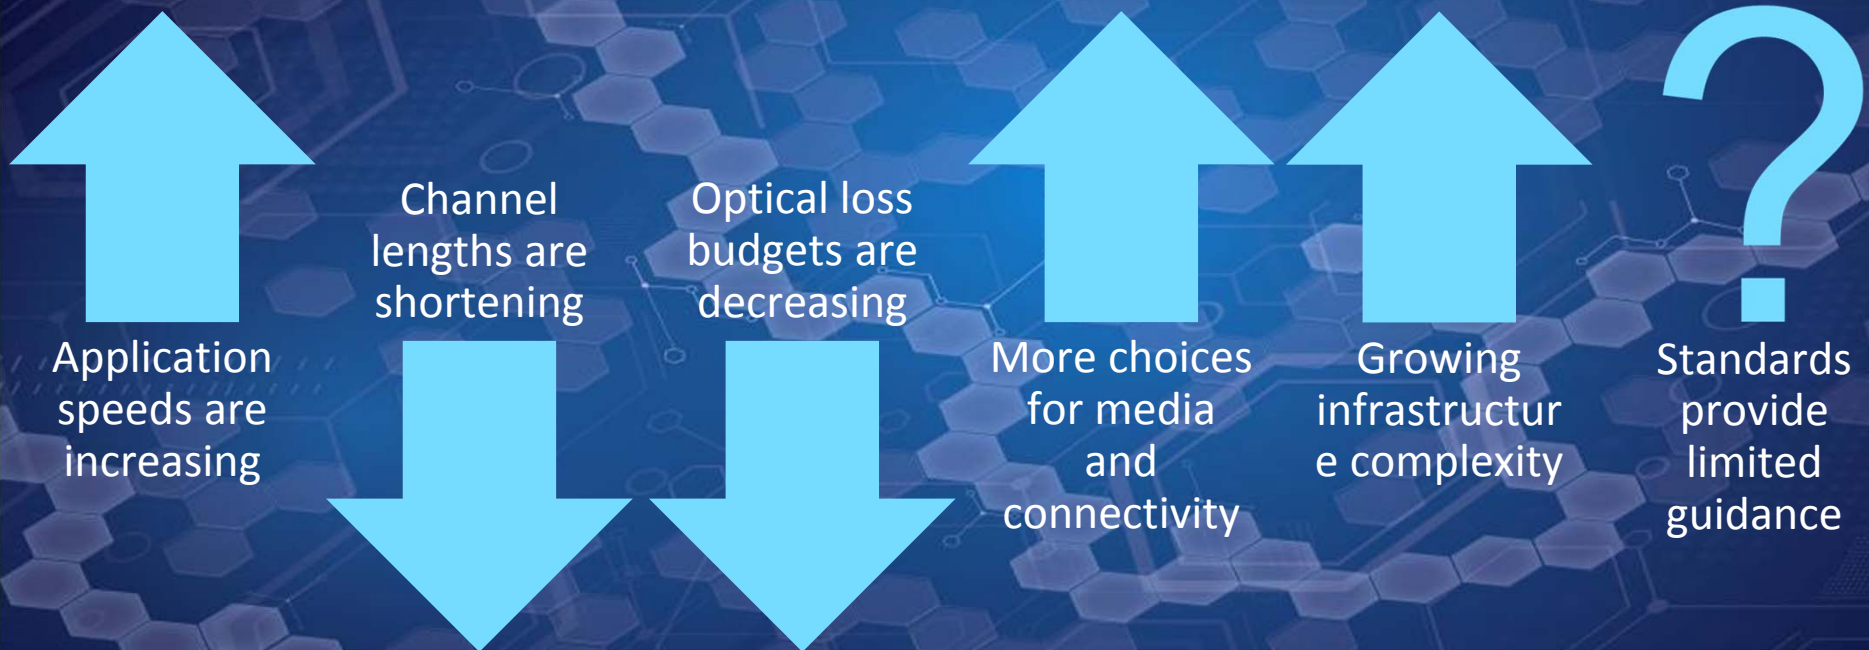 Application
speeds are
increasing
Channel
lengths are
shortening
Optical loss
budgets are
decreasing
More choices
for media
and
connectivity
Growing
infrastructur
e complexity
?
Standards
provide
limited
guidance